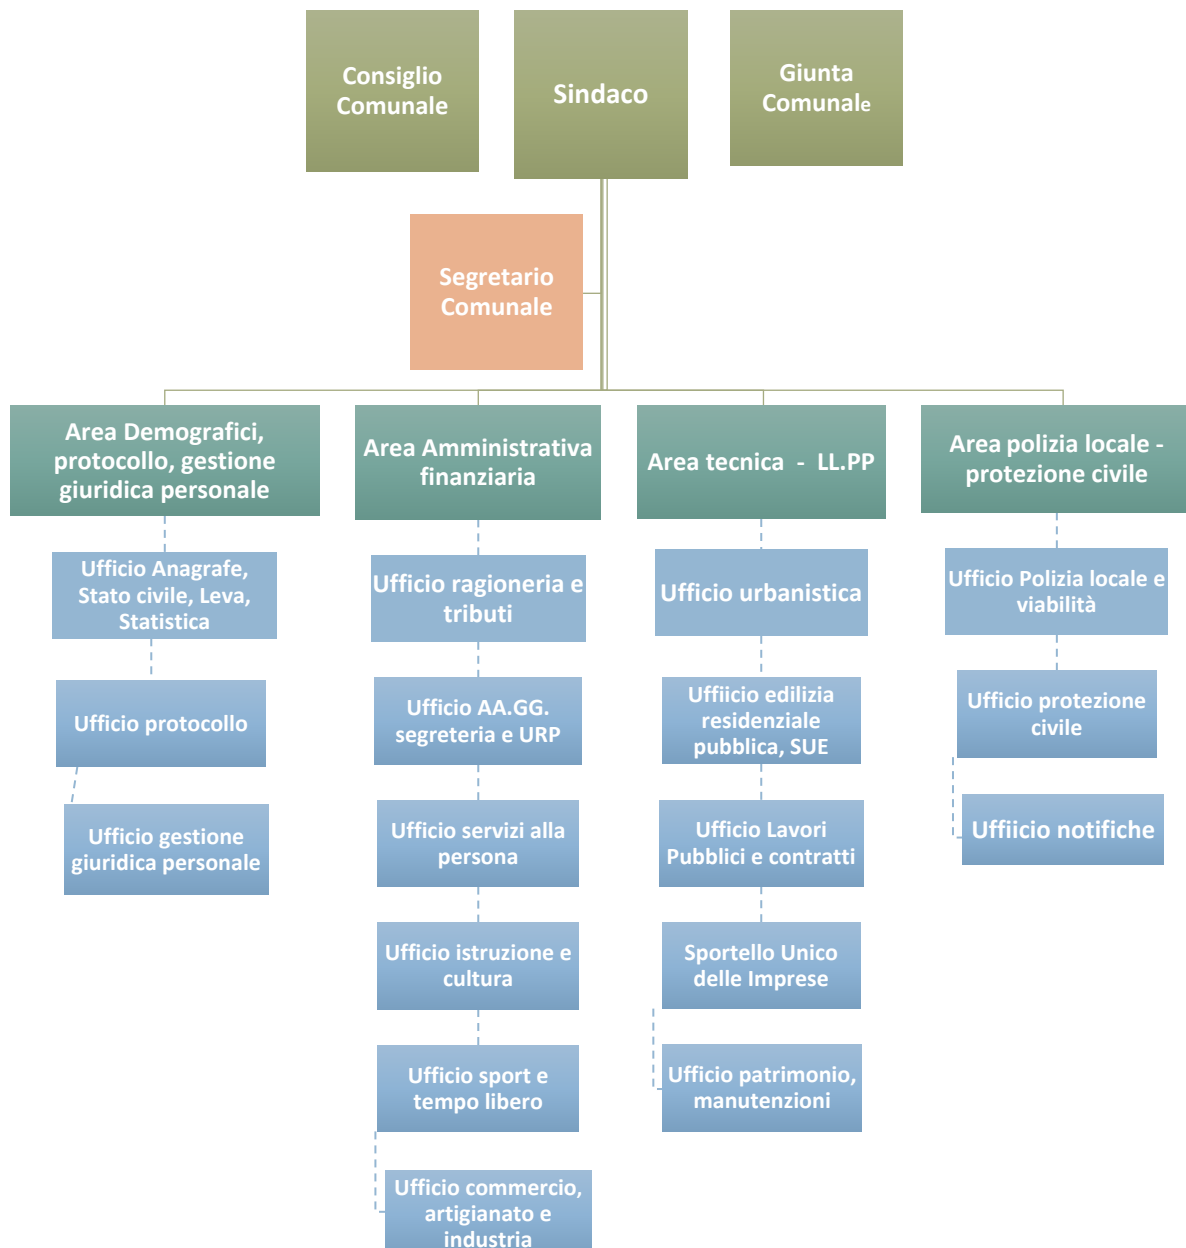 Consiglio
Comunale
Sindaco
Giunta
Comunale
Segretario
Comunale
Area Demografici,
protocollo, gestione
giuridica personale
Area Amministrativa
finanziaria
Area tecnica - LL.PP
Area polizia locale -
protezione civile
Ufficio Anagrafe,
Stato civile, Leva,
Statistica
Ufficio protocollo
Ufficio gestione
giuridica personale
Ufficio ragioneria e
tributi
Ufficio AA.GG.
segreteria e URP
Ufficio servizi alla
persona
Ufficio istruzione e
cultura
Ufficio sport e
tempo libero
Ufficio commercio,
artigianato e
industria
Ufficio urbanistica
Uffiicio edilizia
residenziale
pubblica, SUE
Ufficio Lavori
Pubblici e contratti
Sportello Unico
delle Imprese
Ufficio patrimonio,
manutenzioni
Ufficio Polizia locale e
viabilità
Ufficio protezione
civile
Uffiicio notifiche